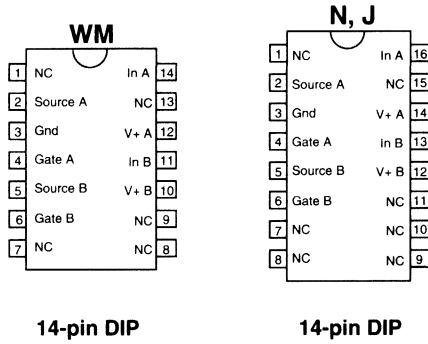 WM
1 NC In A 14
2 Source A NC 13
3 Gnd V+ A 12
4 Gate A In B 11
5 Source B V+ B 10
6 Gate B NC 9
7 NC NC 8
14-pin DIP
N, J
1 NC In A 16
2 Source A NC 15
3 Gnd V+ A 14
4 Gate A In B 13
5 Source B V+ B 12
6 Gate B NC 11
7 NC NC 10
8 NC NC 9
14-pin DIP